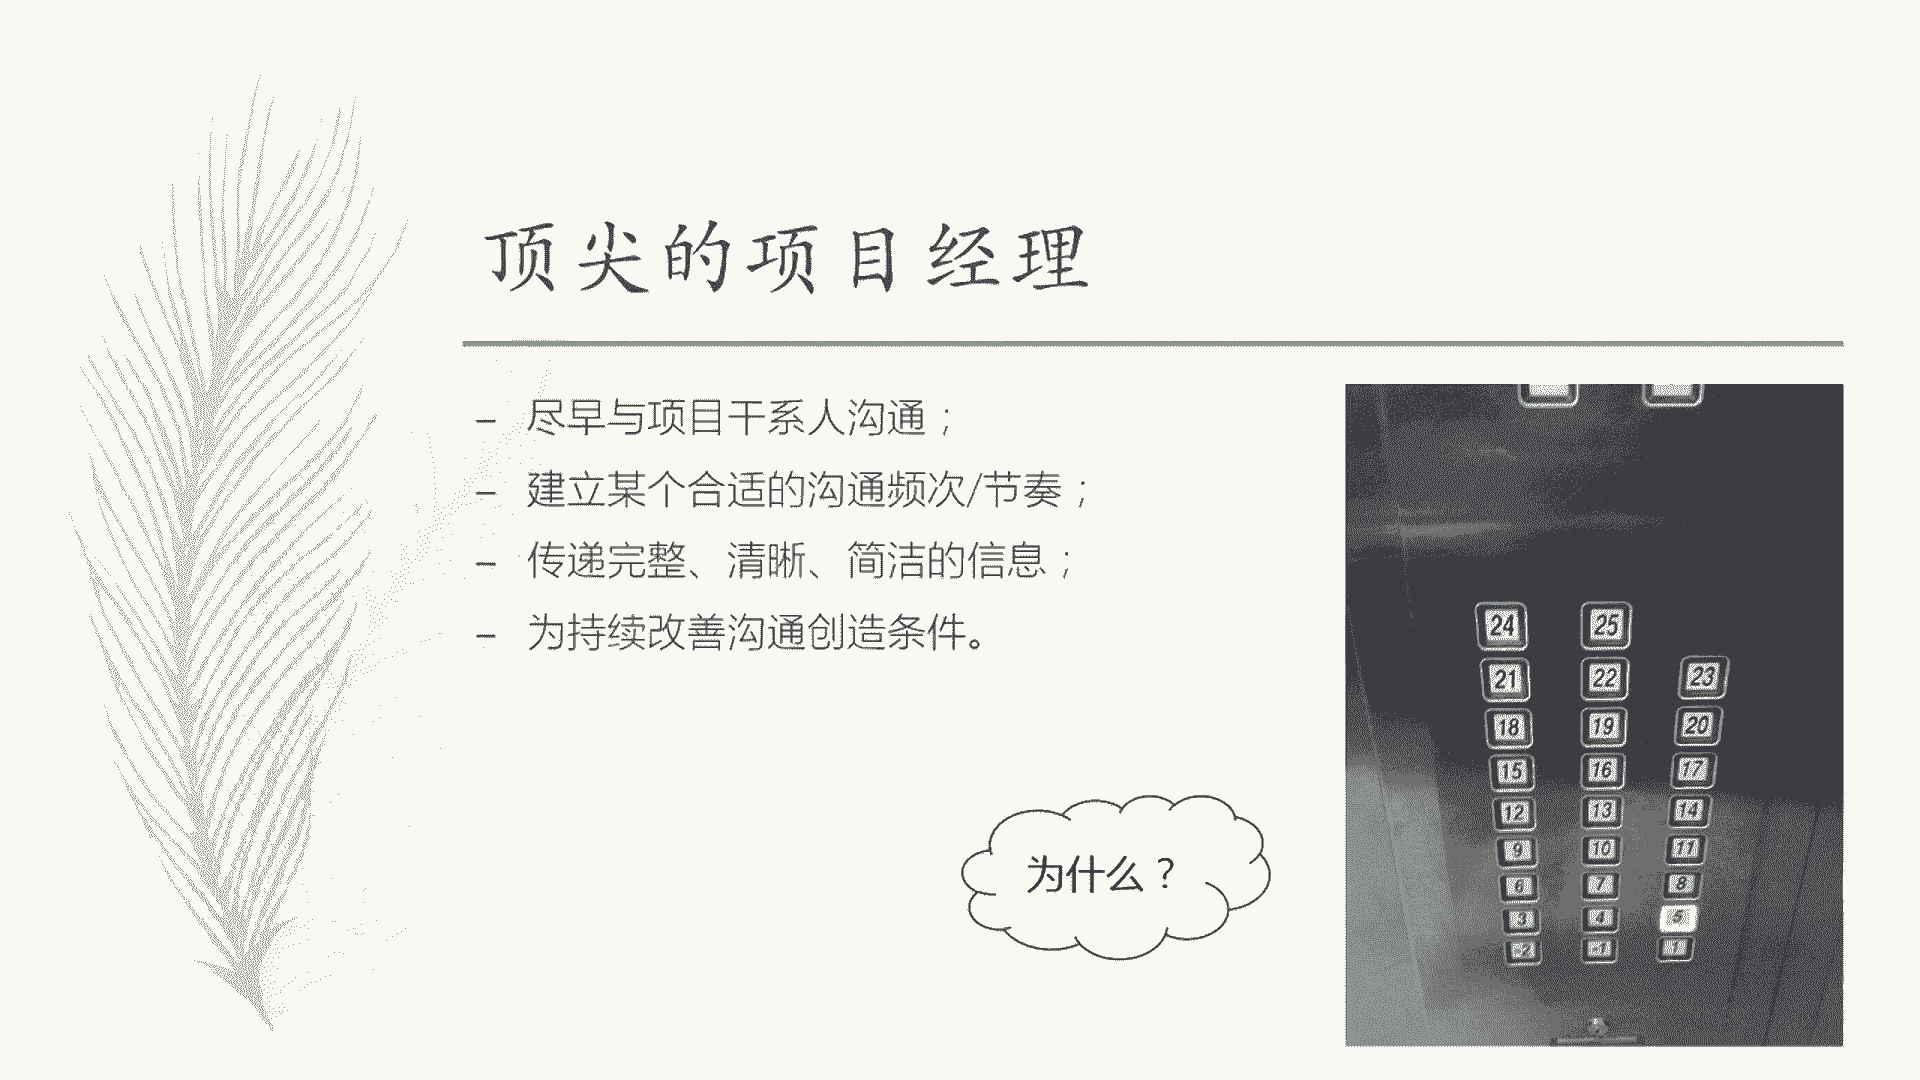 顶尖的项目经理
– 尽早与项目干系人沟通；
– 建立某个合适的沟通频次/节奏；
– 传递完整、清晰、简洁的信息；
– 为持续改善沟通创造条件。
为什么？
24 25
21 22 23
18 19 20
15 16 17
12 13 14
9 10 11
6 7 8
3 4 5
-2 -1 1